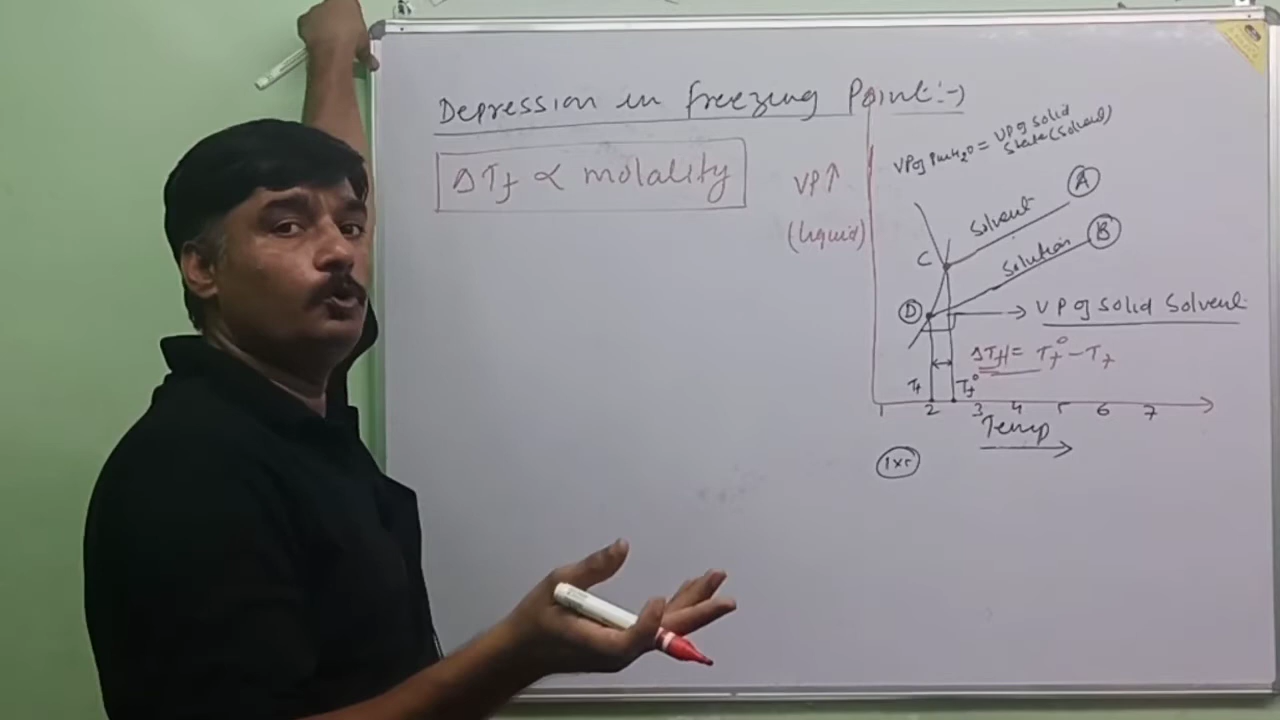 Depression in freezing Point:-)
ΔTf ∝ molality
VP↑
(liquid)
VP of Pure H2O = VP of Solid
State (Solvent)
Solvent
A
Solution
B
C
D
VP of Solid Solvent
ΔTf = Tf° - Tf
Tf Tf°
1 2 3 4 5 6 7
Temp